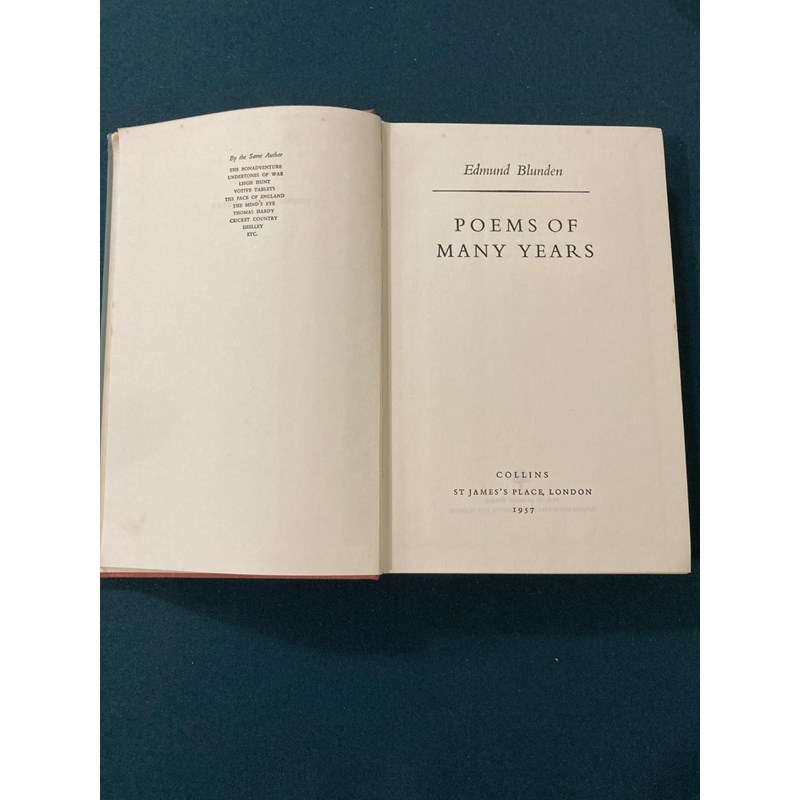 By the Same Author
THE BONADVENTURE
UNDERTONES OF WAR
LEIGH HUNT
VOTIVE TABLETS
THE FACE OF ENGLAND
THE MIND'S EYE
THOMAS HARDY
CRICKET COUNTRY
SHELLEY
ETC.
Edmund Blunden
POEMS OF
MANY YEARS
COLLINS
ST JAMES'S PLACE, LONDON
1957